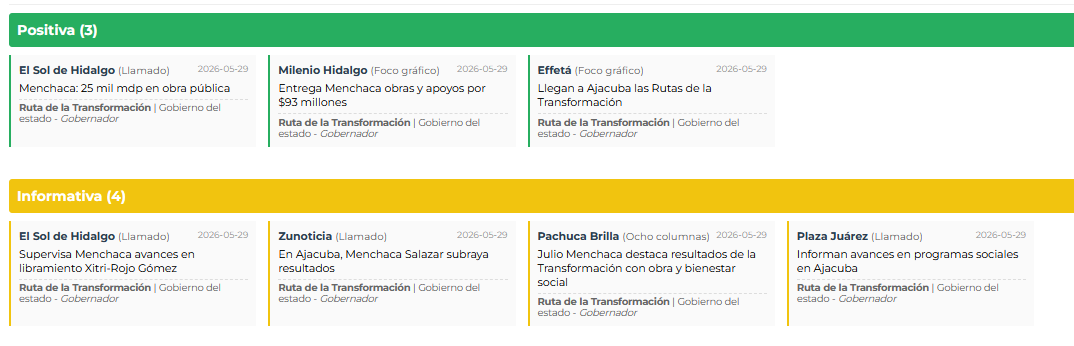 Positiva (3)
El Sol de Hidalgo (Llamado) 2026-05-29
Menchaca: 25 mil mdp en obra pública
Ruta de la Transformación | Gobierno del
estado - Gobernador
Milenio Hidalgo (Foco gráfico) 2026-05-29
Entrega Menchaca obras y apoyos por
$93 millones
Ruta de la Transformación | Gobierno del
estado - Gobernador
Effetá (Foco gráfico) 2026-05-29
Llegan a Ajacuba las Rutas de la
Transformación
Ruta de la Transformación | Gobierno del
estado - Gobernador
Informativa (4)
El Sol de Hidalgo (Llamado) 2026-05-29
Supervisa Menchaca avances en
libramiento Xitri-Rojo Gómez
Ruta de la Transformación | Gobierno del
estado - Gobernador
Zunoticia (Llamado) 2026-05-29
En Ajacuba, Menchaca Salazar subraya
resultados
Ruta de la Transformación | Gobierno del
estado - Gobernador
Pachuca Brilla (Ocho columnas) 2026-05-29
Julio Menchaca destaca resultados de la
Transformación con obra y bienestar
social
Ruta de la Transformación | Gobierno del
estado - Gobernador
Plaza Juárez (Llamado) 2026-05-29
Informan avances en programas sociales
en Ajacuba
Ruta de la Transformación | Gobierno del
estado - Gobernador